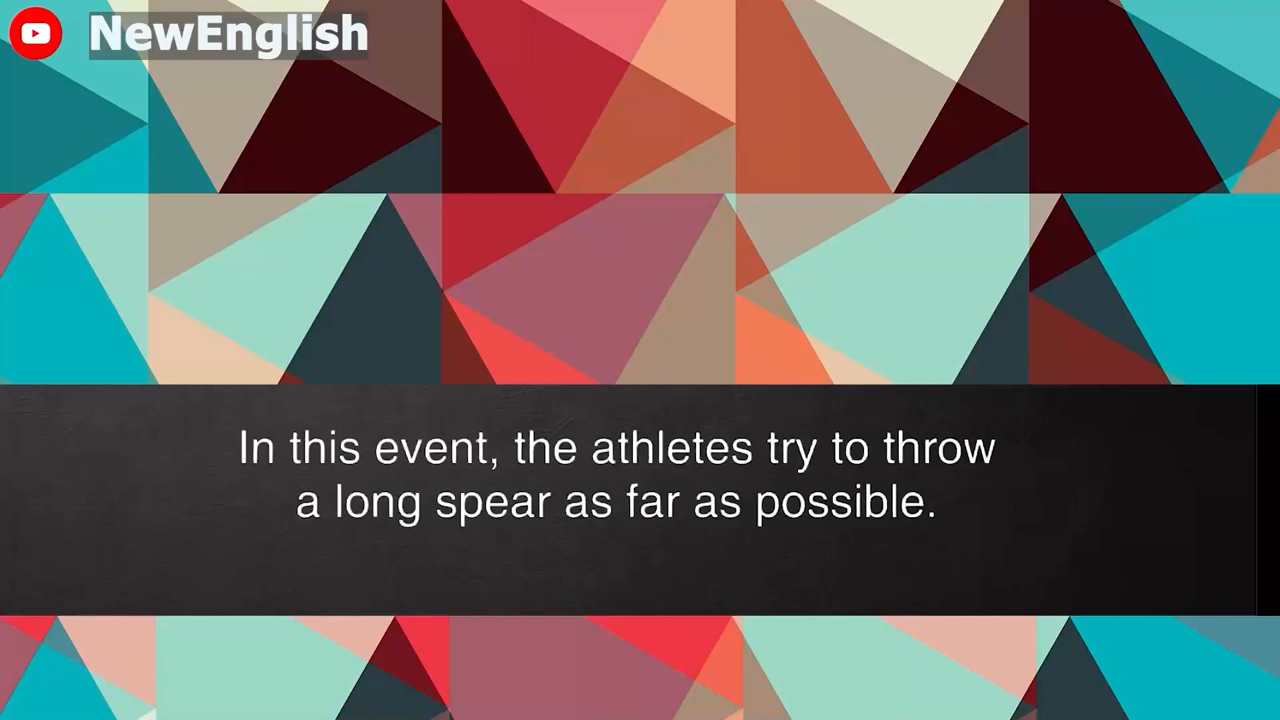 NewEnglish
In this event, the athletes try to throw
a long spear as far as possible.